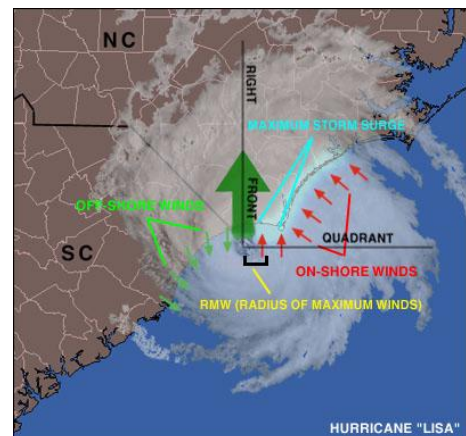 NC
RIGHT
MAXIMUM STORM SURGE
OFF-SHORE WINDS
FRONT
QUADRANT
SC
ON-SHORE WINDS
RMW (RADIUS OF MAXIMUM WINDS)
HURRICANE "LISA"